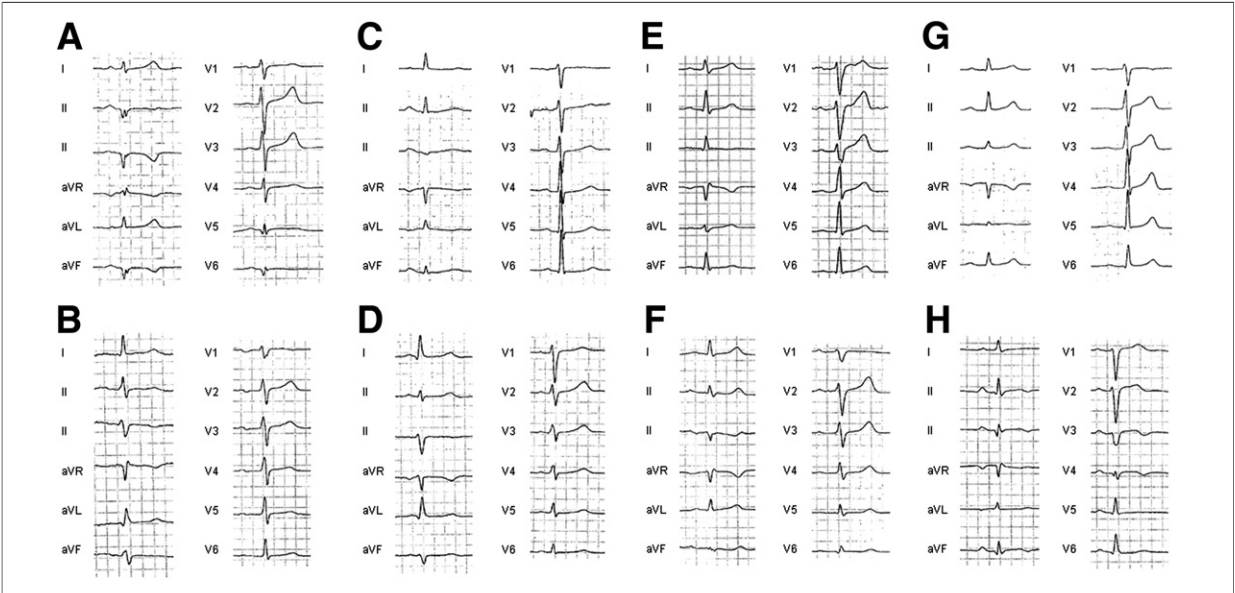 A
I V1
II V2
II V3
aVR V4
aVL V5
aVF V6
C
I V1
II V2
II V3
aVR V4
aVL V5
aVF V6
E
I V1
II V2
II V3
aVR V4
aVL V5
aVF V6
G
I V1
II V2
II V3
aVR V4
aVL V5
aVF V6
B
I V1
II V2
II V3
aVR V4
aVL V5
aVF V6
D
I V1
II V2
II V3
aVR V4
aVL V5
aVF V6
F
I V1
II V2
II V3
aVR V4
aVL V5
aVF V6
H
I V1
II V2
II V3
aVR V4
aVL V5
aVF V6